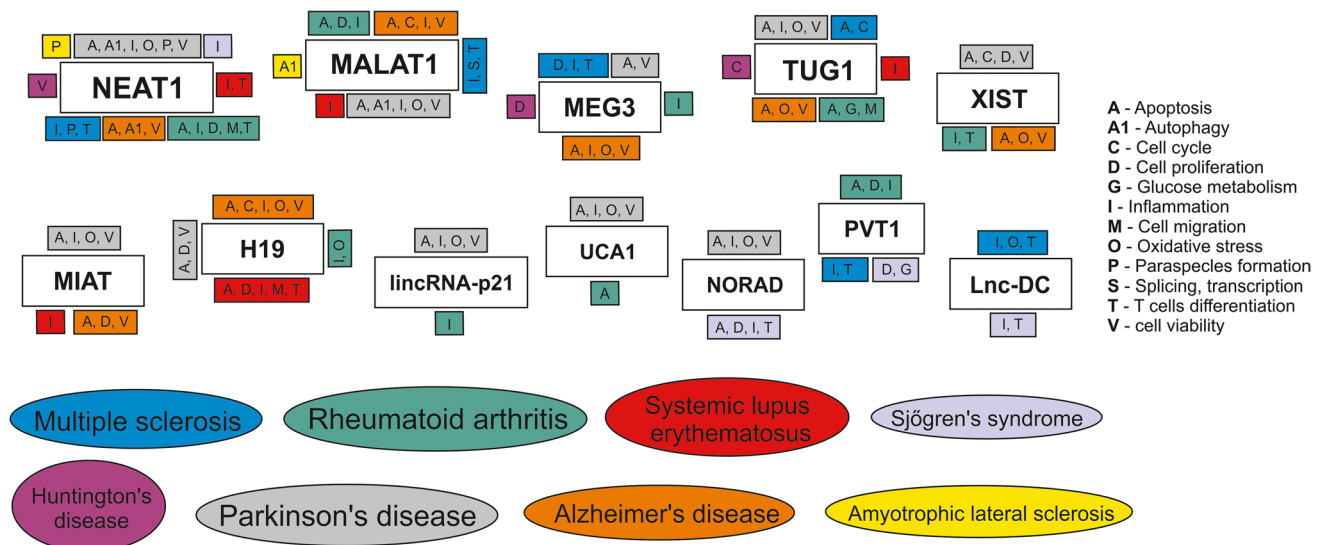 P
A, A1, I, O, P, V
I
V
NEAT1
I, T
I, P, T
A, A1, V
A, I, D, M,T
A, D, I
A, C, I, V
A1
MALAT1
I, S, T
I
A, A1, I, O, V
D, I, T
A, V
D
MEG3
I
A, I, O, V
A, I, O, V
A, C
C
TUG1
I
A, O, V
A, G, M
A, C, D, V
XIST
I, T
A, O, V
A - Apoptosis
A1 - Autophagy
C - Cell cycle
D - Cell proliferation
G - Glucose metabolism
I - Inflammation
M - Cell migration
O - Oxidative stress
P - Paraspecles formation
S - Splicing, transcription
T - T cells differentiation
V - cell viability
A, I, O, V
MIAT
I
A, D, V
A, C, I, O, V
A, D, V
H19
I, O
A, D, I, M, T
A, I, O, V
lincRNA-p21
I
A, I, O, V
UCA1
A
A, I, O, V
NORAD
A, D, I, T
A, D, I
PVT1
I, T
D, G
I, O, T
Lnc-DC
I, T
Multiple sclerosis
Rheumatoid arthritis
Systemic lupus
erythematosus
Sjögren's syndrome
Huntington's
disease
Parkinson's disease
Alzheimer's disease
Amyotrophic lateral sclerosis